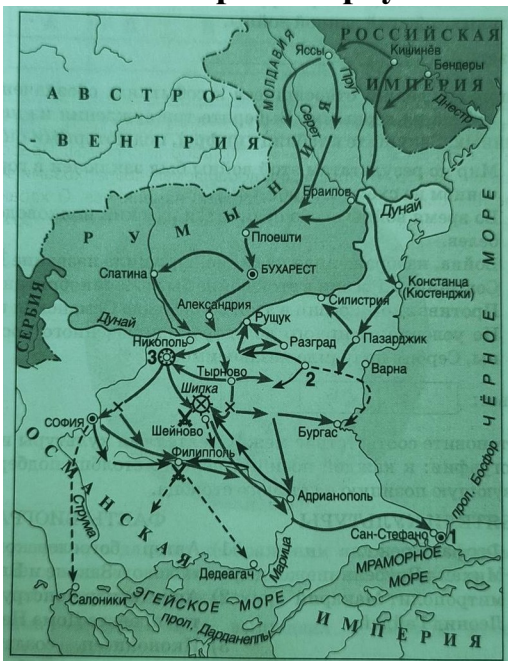 РОССИЙСКАЯ
ИМПЕРИЯ
Яссы
Кишинёв
Бендеры
МОЛДАВИЯ
Прут
Днестр
Серет
АВСТРО-
-ВЕНГРИЯ
РУМЫНИЯ
Браилов
Дунай
Плоешти
Слатина
БУХАРЕСТ
Констанца
(Кюстенджи)
ЧЁРНОЕ МОРЕ
СЕРБИЯ
Александрия
Силистрия
Дунай
Рущук
Никополь
Разград
Пазарджик
3
2
Варна
Тырново
Шипка
СОФИЯ
Шейново
Бургас
Филипполь
ОСМАНСКАЯ
Адрианополь
прол. Босфор
Струма
Сан-Стефано
1
Марица
МРАМОРНОЕ
МОРЕ
Дедеагач
Салоники
ЭГЕЙСКОЕ МОРЕ
прол. Дарданеллы
ИМПЕРИЯ